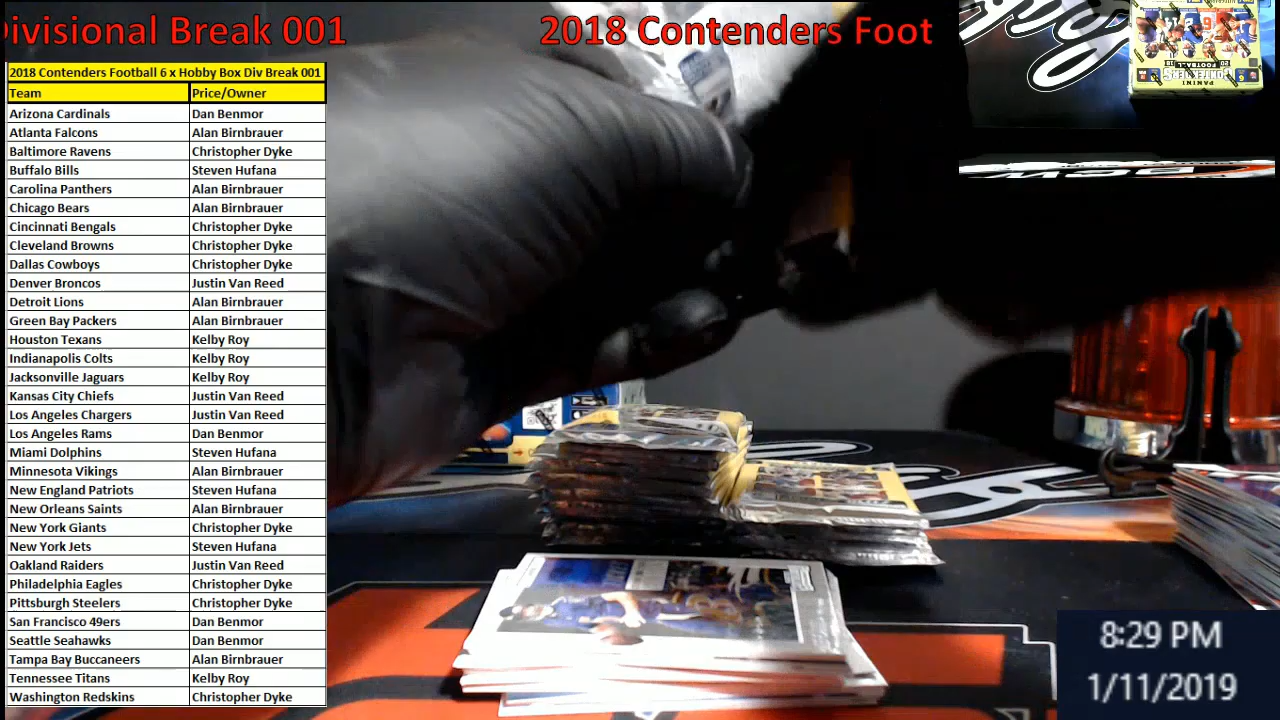 ivisional Break 001
2018 Contenders Foot
2018 Contenders Football 6 x Hobby Box Div Break 001
Team Price/Owner
Arizona Cardinals Dan Benmor
Atlanta Falcons Alan Birnbrauer
Baltimore Ravens Christopher Dyke
Buffalo Bills Steven Hufana
Carolina Panthers Alan Birnbrauer
Chicago Bears Alan Birnbrauer
Cincinnati Bengals Christopher Dyke
Cleveland Browns Christopher Dyke
Dallas Cowboys Christopher Dyke
Denver Broncos Justin Van Reed
Detroit Lions Alan Birnbrauer
Green Bay Packers Alan Birnbrauer
Houston Texans Kelby Roy
Indianapolis Colts Kelby Roy
Jacksonville Jaguars Kelby Roy
Kansas City Chiefs Justin Van Reed
Los Angeles Chargers Justin Van Reed
Los Angeles Rams Dan Benmor
Miami Dolphins Steven Hufana
Minnesota Vikings Alan Birnbrauer
New England Patriots Steven Hufana
New Orleans Saints Alan Birnbrauer
New York Giants Christopher Dyke
New York Jets Steven Hufana
Oakland Raiders Justin Van Reed
Philadelphia Eagles Christopher Dyke
Pittsburgh Steelers Christopher Dyke
San Francisco 49ers Dan Benmor
Seattle Seahawks Dan Benmor
Tampa Bay Buccaneers Alan Birnbrauer
Tennessee Titans Kelby Roy
Washington Redskins Christopher Dyke
PANINI
CONTENDERS
FOOTBALL
8:29 PM
1/11/2019